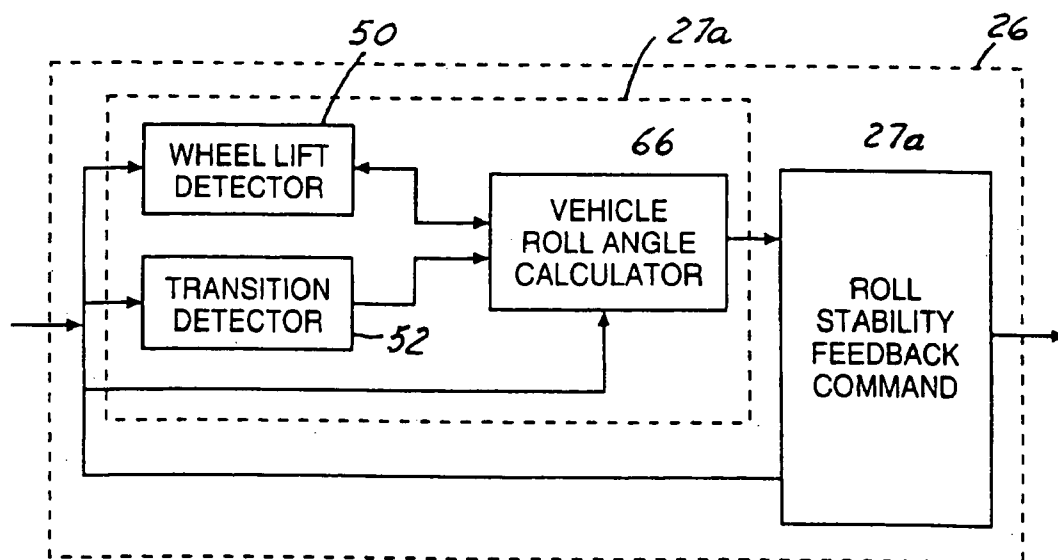 50
27a
26
WHEEL LIFT
DETECTOR
66
27a
VEHICLE
ROLL ANGLE
CALCULATOR
TRANSITION
DETECTOR
52
ROLL
STABILITY
FEEDBACK
COMMAND